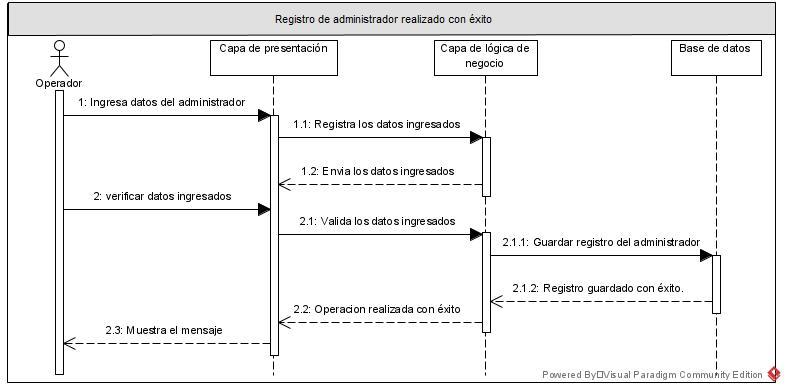 Registro de administrador realizado con éxito
Operador
Capa de presentación
Capa de lógica de
negocio
Base de datos
1: Ingresa datos del administrador
1.1: Registra los datos ingresados
1.2: Envia los datos ingresados
2: verificar datos ingresados
2.1: Valida los datos ingresados
2.1.1: Guardar registro del administrador
2.1.2: Registro guardado con éxito.
2.2: Operacion realizada con éxito
2.3: Muestra el mensaje
Powered By Visual Paradigm Community Edition